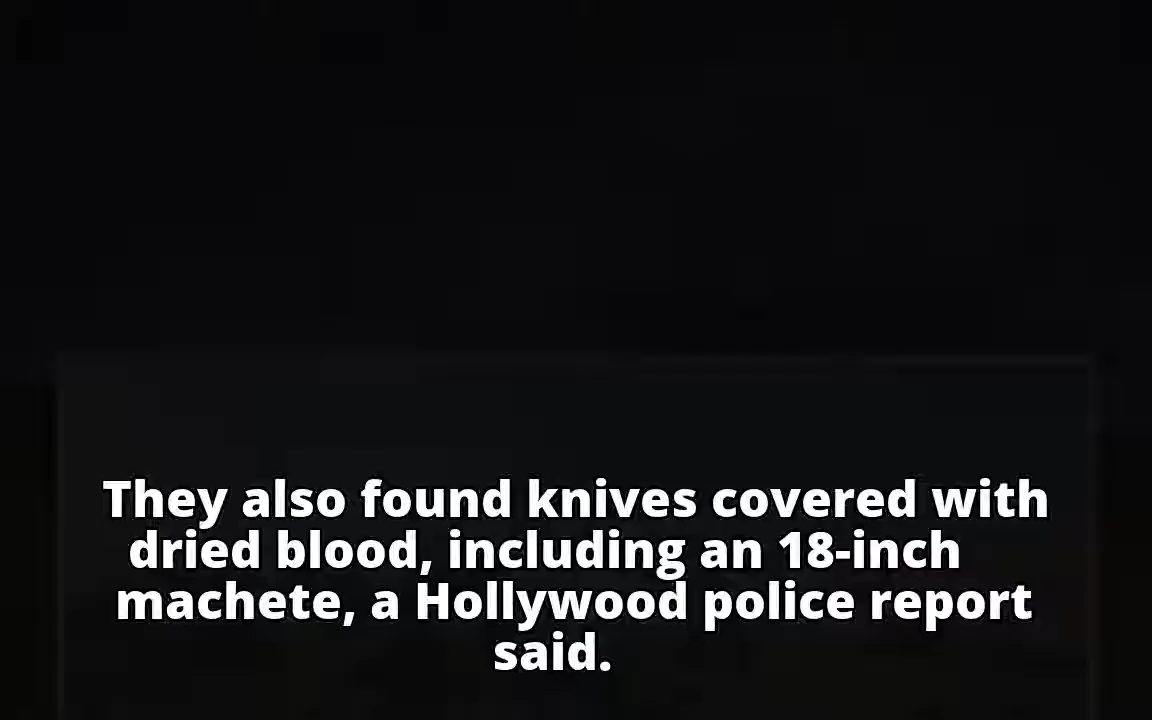 They also found knives covered with
dried blood, including an 18-inch
machete, a Hollywood police report
said.